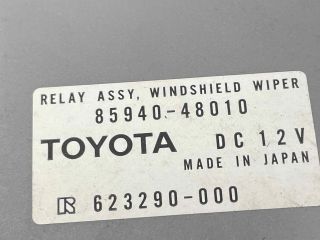 RELAY ASSY, WINDSHIELD WIPER
85940-48010
TOYOTA DC 12V
MADE IN JAPAN
R 623290-000